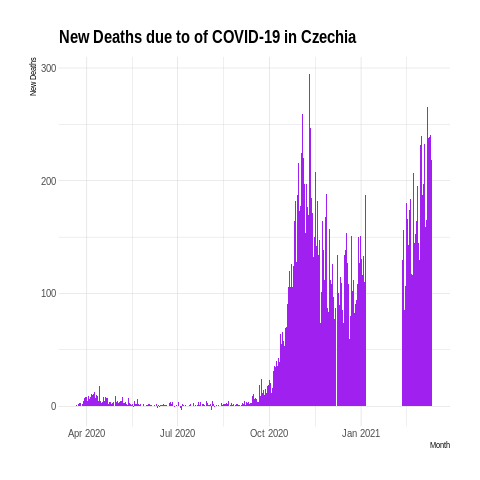 New Deaths due to of COVID-19 in Czechia
New Deaths
300
200
100
0
Apr 2020
Jul 2020
Oct 2020
Jan 2021
Month